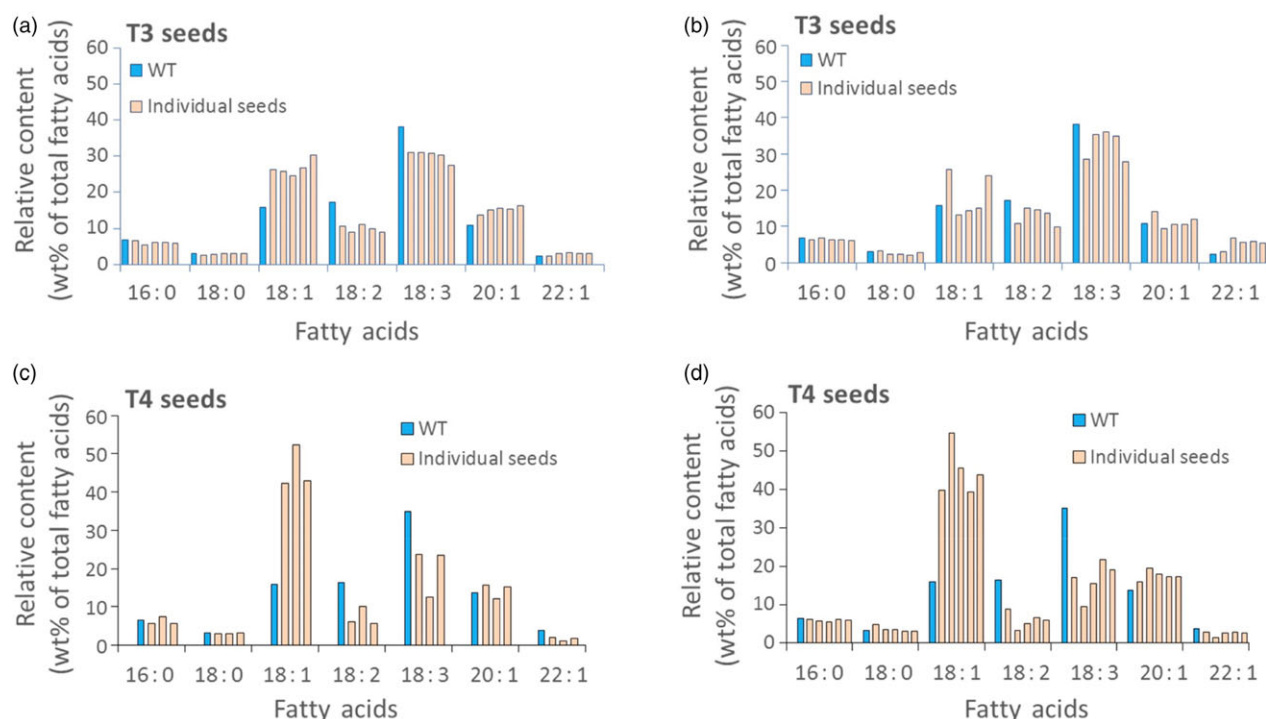 (a)
T3 seeds
WT
Individual seeds
Relative content
(wt% of total fatty acids)
60
50
40
30
20
10
0
16:0 18:0 18:1 18:2 18:3 20:1 22:1
Fatty acids
(b)
T3 seeds
WT
Individual seeds
Relative content
(wt% of total fatty acids)
60
50
40
30
20
10
0
16:0 18:0 18:1 18:2 18:3 20:1 22:1
Fatty acids
(c)
T4 seeds
WT
Individual seeds
Relative content
(wt% of total fatty acids)
60
50
40
30
20
10
0
16:0 18:0 18:1 18:2 18:3 20:1 22:1
Fatty acids
(d)
T4 seeds
WT
Individual seeds
Relative content
(wt% of total fatty acids)
60
50
40
30
20
10
0
16:0 18:0 18:1 18:2 18:3 20:1 22:1
Fatty acids